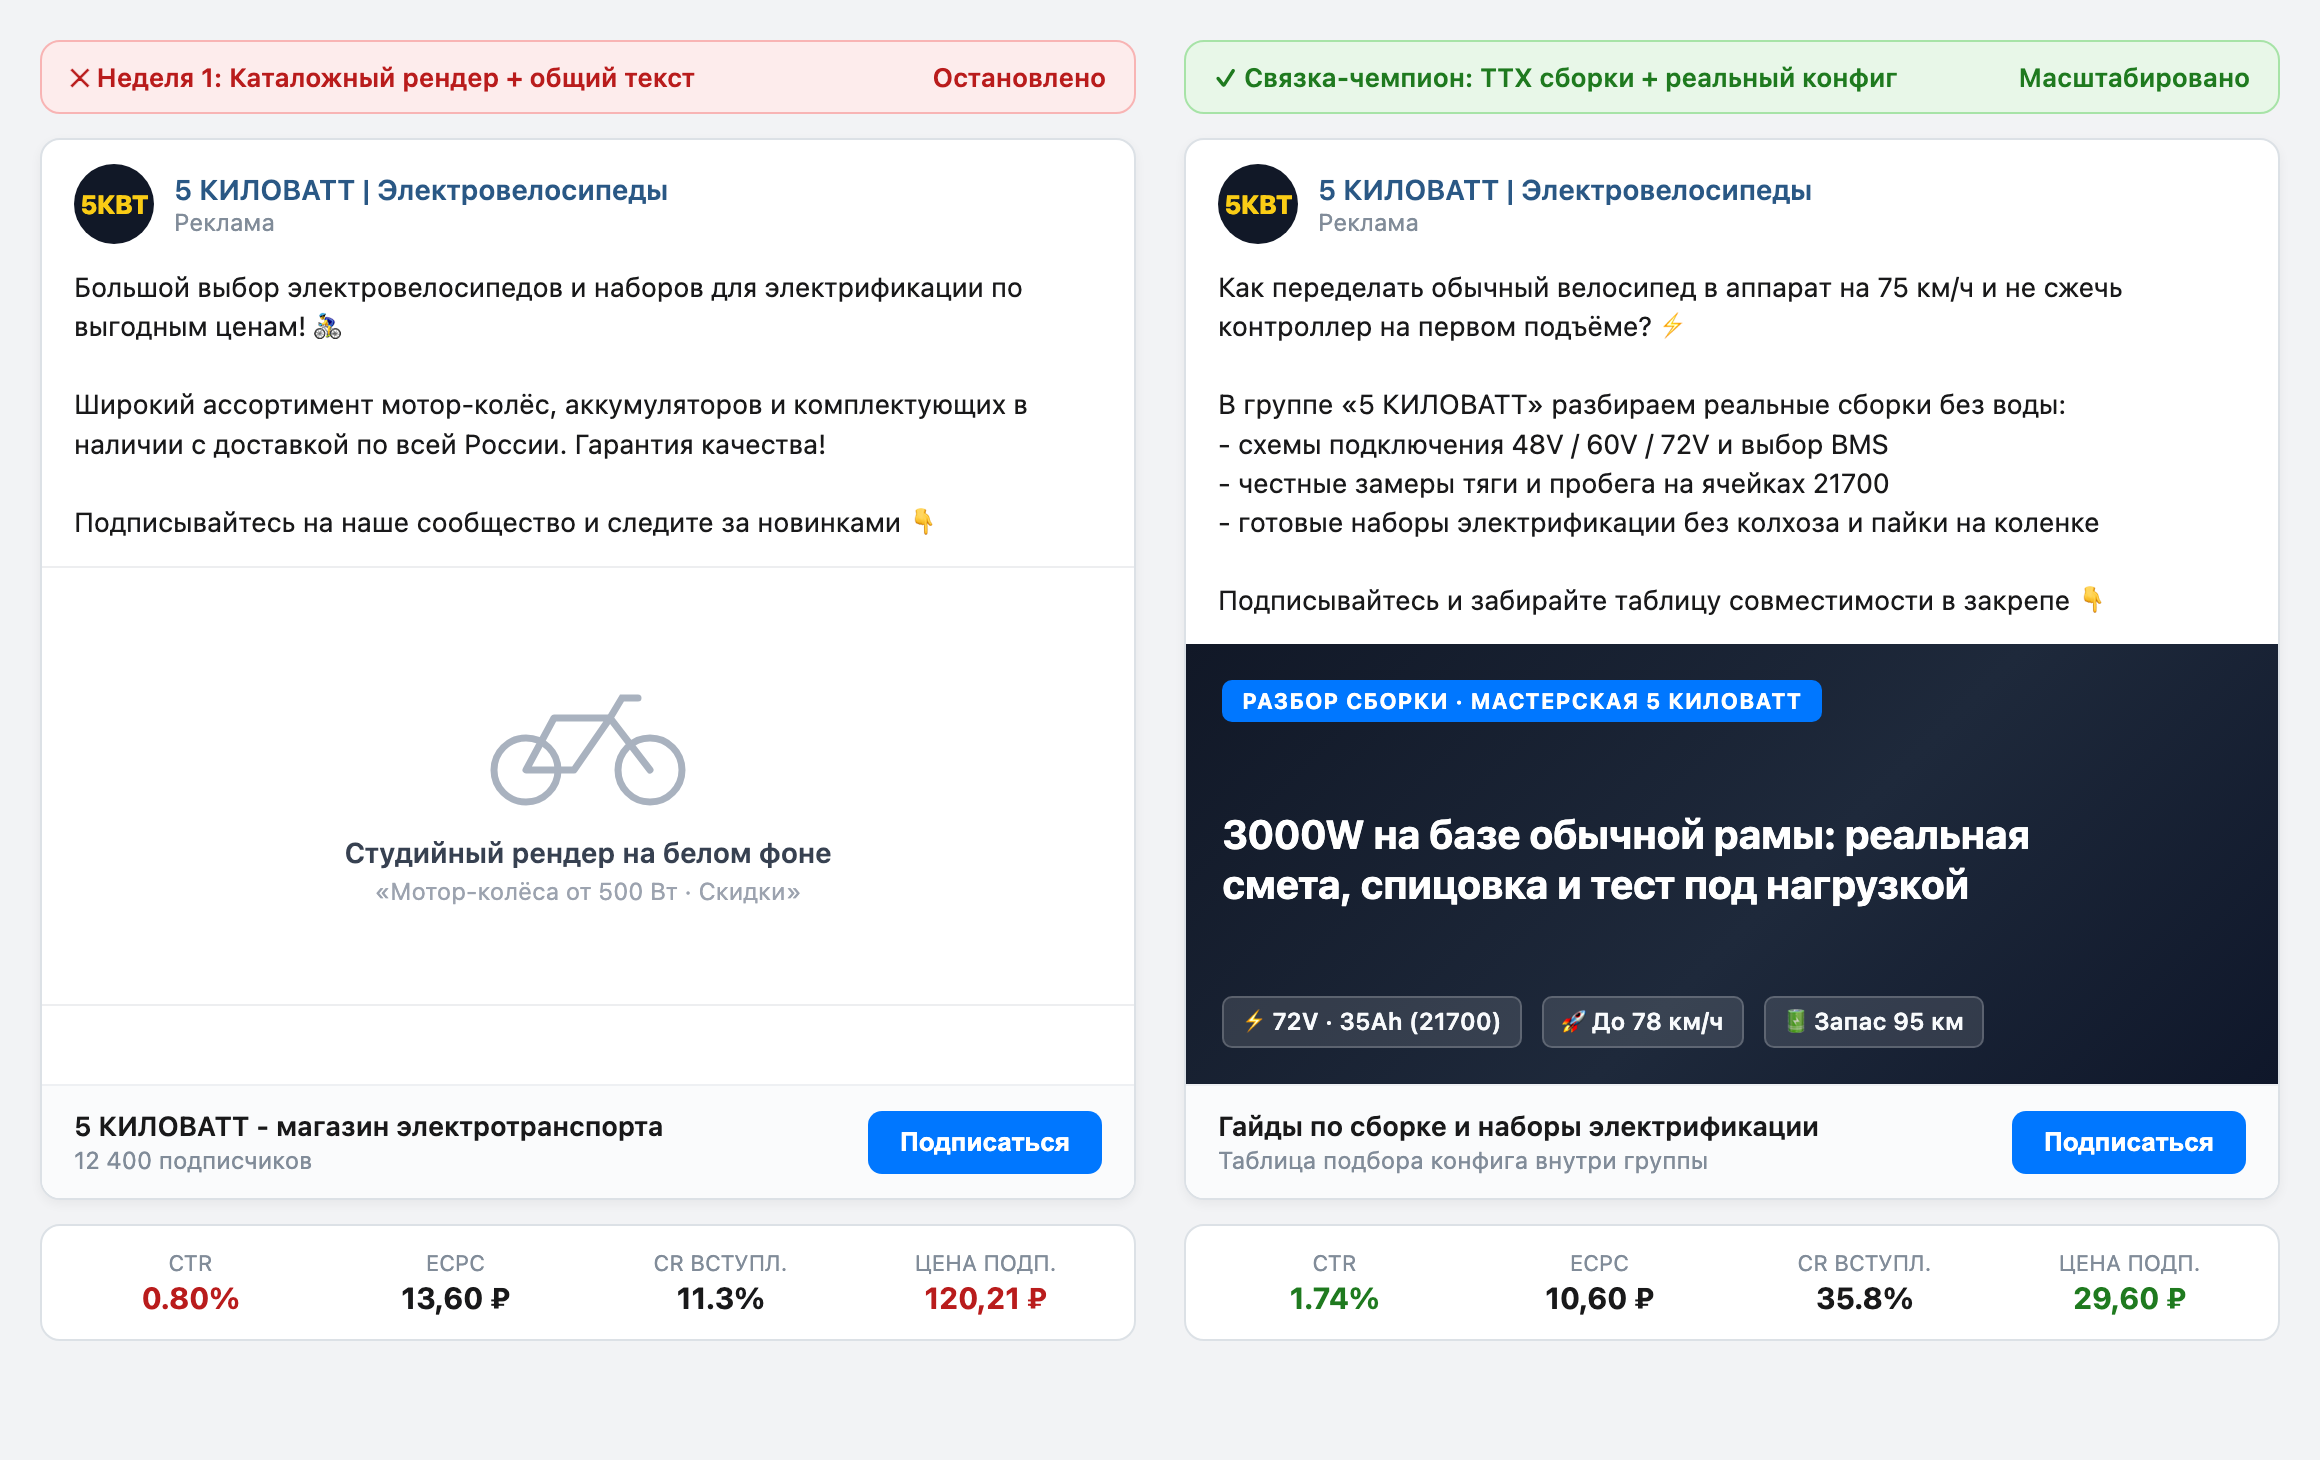 ✕ Неделя 1: Каталожный рендер + общий текст
Остановлено
5КВТ
5 КИЛОВАТТ | Электровелосипеды
Реклама
Большой выбор электровелосипедов и наборов для электрификации по
выгодным ценам! 🚴
Широкий ассортимент мотор-колёс, аккумуляторов и комплектующих в
наличии с доставкой по всей России. Гарантия качества!
Подписывайтесь на наше сообщество и следите за новинками 👇
Студийный рендер на белом фоне
«Мотор-колёса от 500 Вт · Скидки»
5 КИЛОВАТТ - магазин электротранспорта
12 400 подписчиков
Подписаться
CTR
0.80%
ECPC
13,60 ₽
CR ВСТУПЛ.
11.3%
ЦЕНА ПОДП.
120,21 ₽
✓ Связка-чемпион: ТТХ сборки + реальный конфиг
Масштабировано
5КВТ
5 КИЛОВАТТ | Электровелосипеды
Реклама
Как переделать обычный велосипед в аппарат на 75 км/ч и не сжечь
контроллер на первом подъёме? ⚡
В группе «5 КИЛОВАТТ» разбираем реальные сборки без воды:
- схемы подключения 48V / 60V / 72V и выбор BMS
- честные замеры тяги и пробега на ячейках 21700
- готовые наборы электрификации без колхоза и пайки на коленке
Подписывайтесь и забирайте таблицу совместимости в закрепе 👇
РАЗБОР СБОРКИ · МАСТЕРСКАЯ 5 КИЛОВАТТ
3000W на базе обычной рамы: реальная
смета, спицовка и тест под нагрузкой
⚡ 72V · 35Ah (21700)
🚀 До 78 км/ч
🔋 Запас 95 км
Гайды по сборке и наборы электрификации
Таблица подбора конфига внутри группы
Подписаться
CTR
1.74%
ECPC
10,60 ₽
CR ВСТУПЛ.
35.8%
ЦЕНА ПОДП.
29,60 ₽